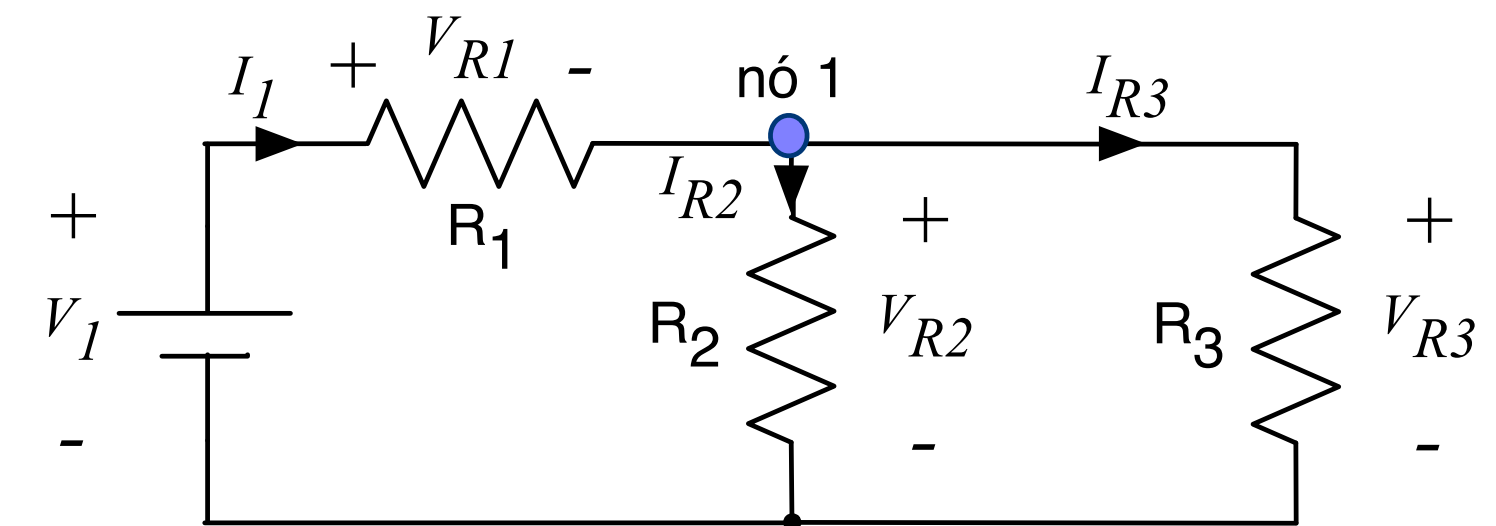 I1
+ VR1 -
nó 1
IR3
R1
IR2
+
V1
-
R2
+
VR2
-
R3
+
VR3
-